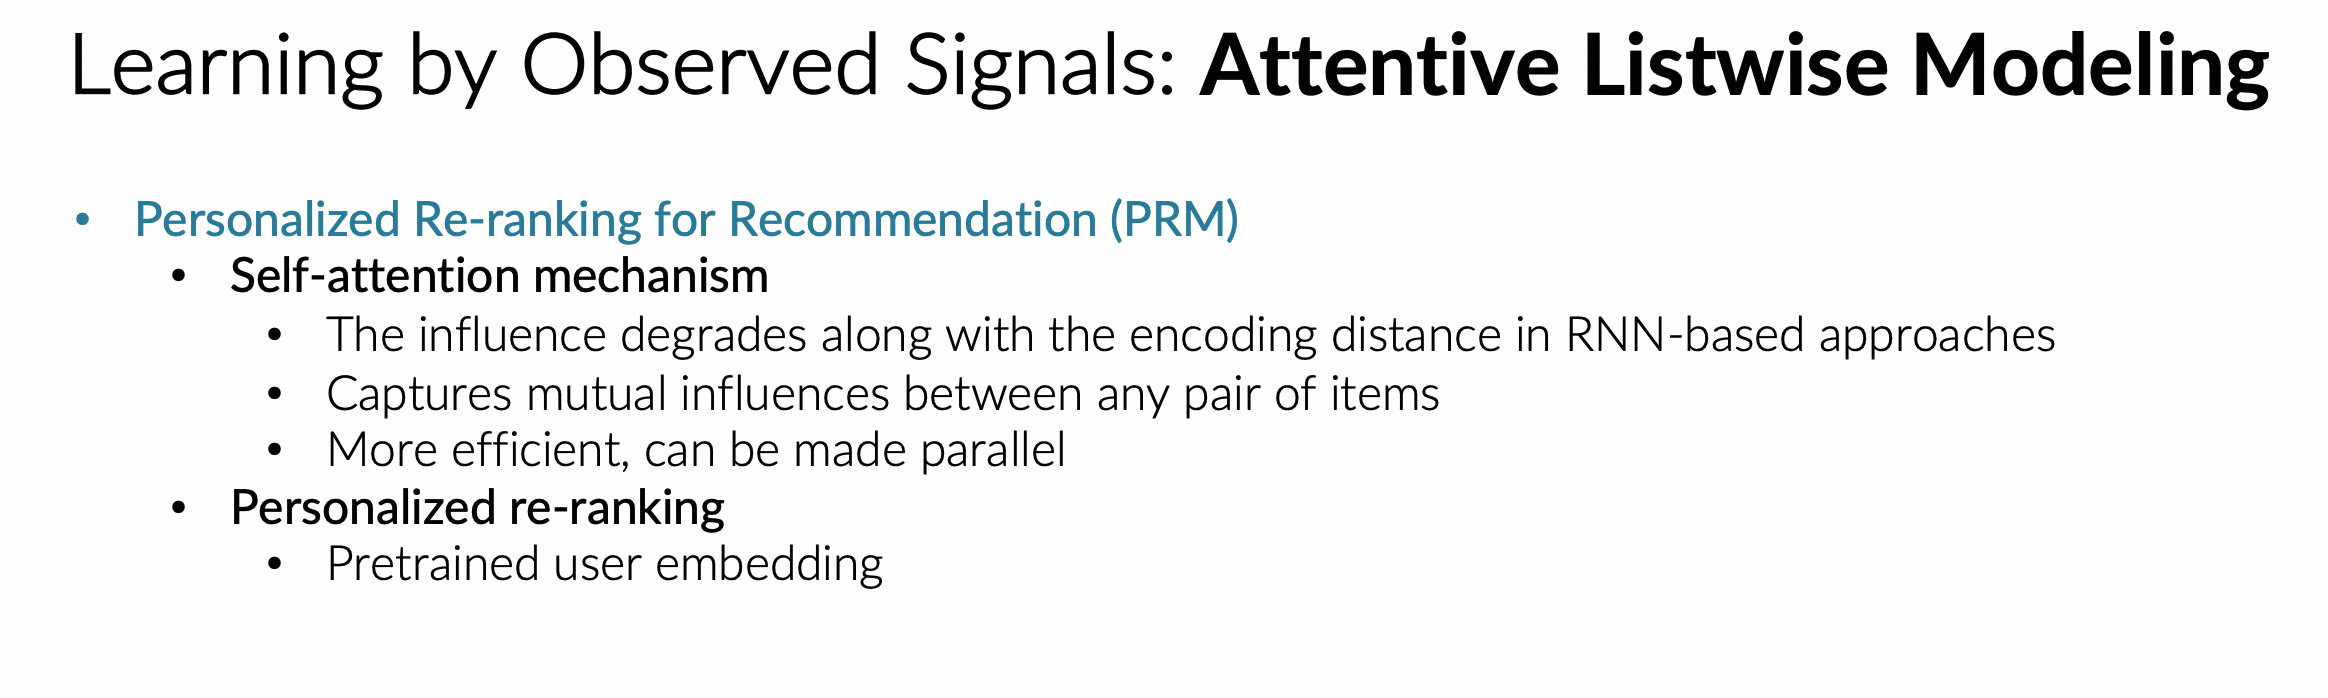 Learning by Observed Signals: Attentive Listwise Modeling
• Personalized Re-ranking for Recommendation (PRM)
• Self-attention mechanism
• The influence degrades along with the encoding distance in RNN-based approaches
• Captures mutual influences between any pair of items
• More efficient, can be made parallel
• Personalized re-ranking
• Pretrained user embedding